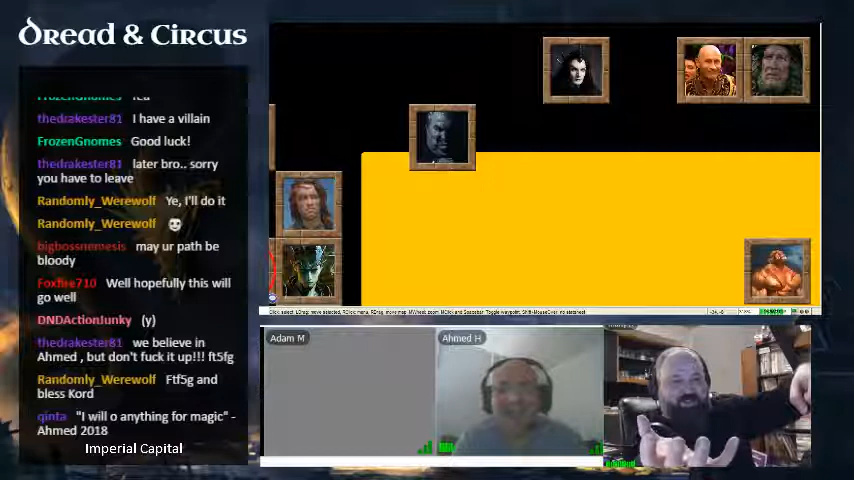 Dread & Circus
FrozenGnomes
thedrakester81 I have a villain
FrozenGnomes Good luck!
thedrakester81 later bro.. sorry
you have to leave
Randomly_Werewolf Ye, I'll do it
Randomly_Werewolf
bigbossnemesis may ur path be
bloody
Foxfire710 Well hopefully this will
go well
DNDActionJunky (y)
thedrakester81 we believe in
Ahmed , but don't fuck it up!!! ft5fg
Randomly_Werewolf Ftf5g and
bless Kord
qinta "I will o anything for magic" -
Ahmed 2018
Imperial Capital
Adam M
Ahmed H